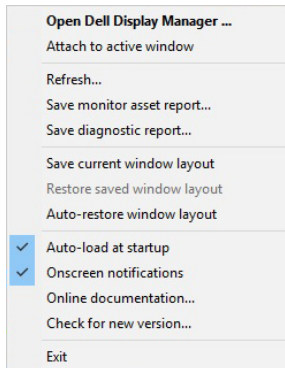 Open Dell Display Manager ...
Attach to active window
Refresh...
Save monitor asset report...
Save diagnostic report...
Save current window layout
Restore saved window layout
Auto-restore window layout
Auto-load at startup
Onscreen notifications
Online documentation...
Check for new version...
Exit